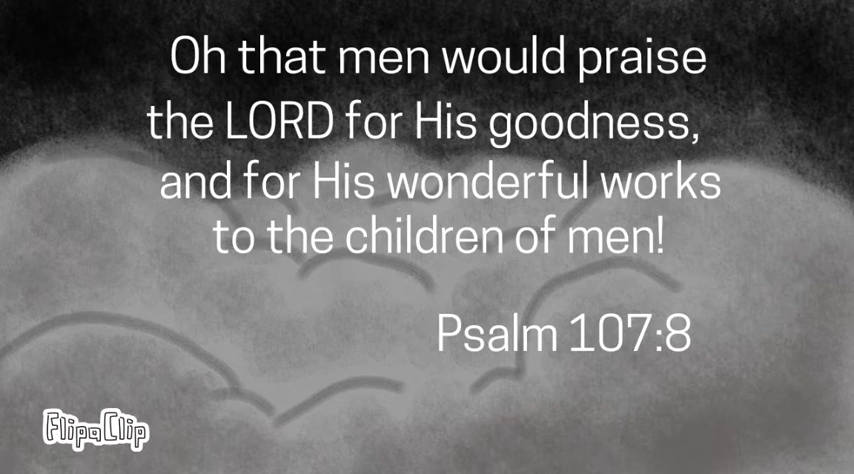 Oh that men would praise
the LORD for His goodness,
and for His wonderful works
to the children of men!
Psalm 107:8
FlipaClip